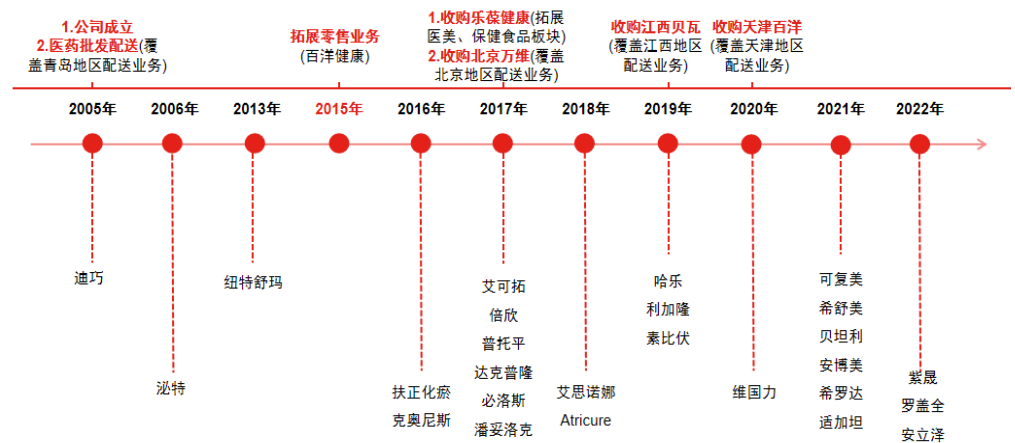 1.公司成立
2.医药批发配送(覆
盖青岛地区配送业务)
拓展零售业务
(百洋健康)
1.收购乐葆健康(拓展
医美、保健食品板块)
2.收购北京万维(覆盖
北京地区配送业务)
收购江西贝瓦
(覆盖江西地区
配送业务)
收购天津百洋
(覆盖天津地区
配送业务)
2005年
2006年
2013年
2015年
2016年
2017年
2018年
2019年
2020年
2021年
2022年
迪巧
泌特
纽特舒玛
扶正化瘀
克奥尼斯
艾可拓
倍欣
普托平
达克普隆
必洛斯
潘妥洛克
艾思诺娜
Atricure
哈乐
利加隆
素比伏
维国力
可复美
希舒美
贝坦利
安博美
希罗达
适加坦
紫晟
罗盖全
安立泽